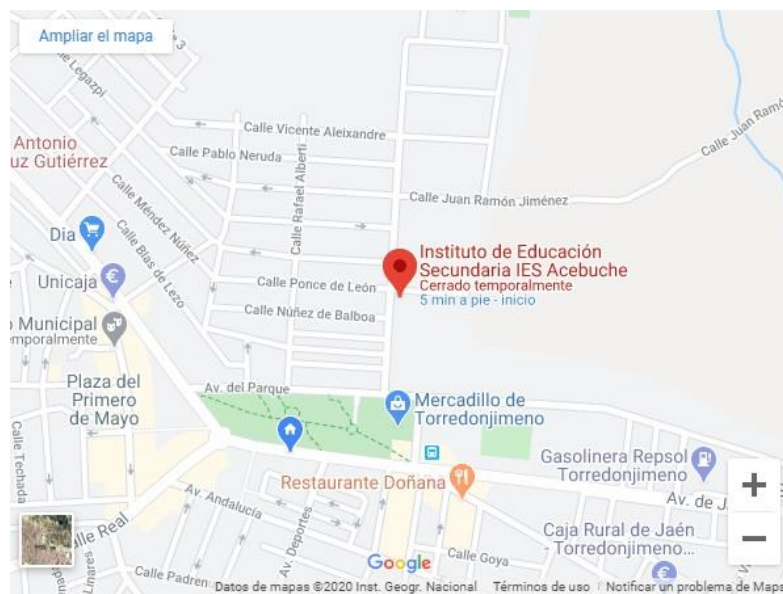 Ampliar el mapa
Calle Legazpi
Antonio
uz Gutiérrez
Calle Vicente Aleixandre
Calle Pablo Neruda
Calle Rafael Alberti
Calle Juan Ramón Jiménez
Calle Juan Ramón
Calle Méndez Núñez
Calle Blas de Lezo
Dia
Unicaja
Instituto de Educación
Secundaria IES Acebuche
Cerrado temporalmente
5 min a pie - inicio
Calle Ponce de León
Calle Núñez de Balboa
o Municipal
emporalmente
Plaza del
Primero
de Mayo
Av. del Parque
Mercadillo de
Torredonjimeno
Calle Techada
Restaurante Doñana
Gasolinera Repsol
Torredonjimeno
Av. Andalucía
Av. Deportes
Av. de J
Calle Real
Caja Rural de Jaén
- Torredonjimeno...
Linares
Calle Padren
Google
Calle Goya
Datos de mapas ©2020 Inst. Geogr. Nacional
Términos de uso
Notificar un problema de Maps